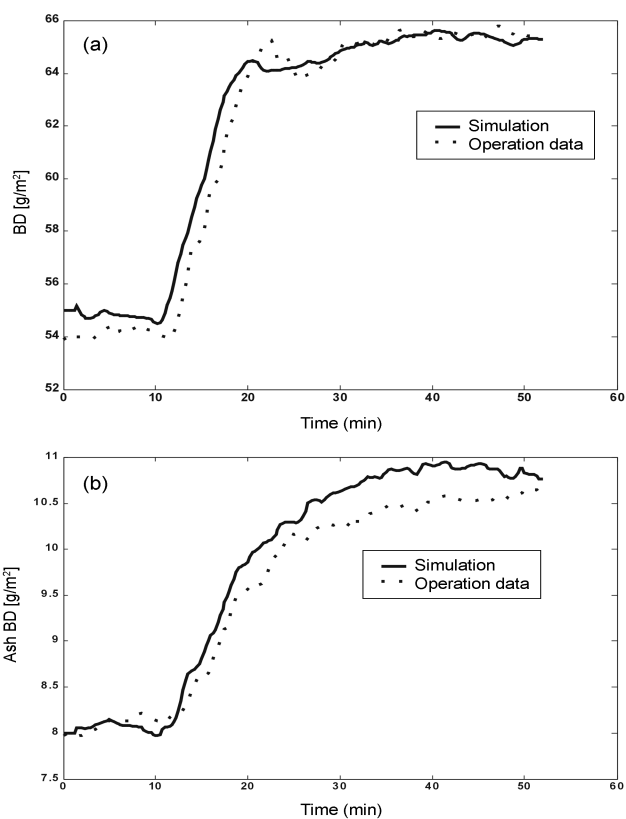 (a)
66
64
62
60
58
56
54
52
BD [g/m²]
Simulation
Operation data
0 10 20 30 40 50 60
Time (min)
(b)
11
10.5
10
9.5
9
8.5
8
7.5
Ash BD [g/m²]
Simulation
Operation data
0 10 20 30 40 50 60
Time (min)